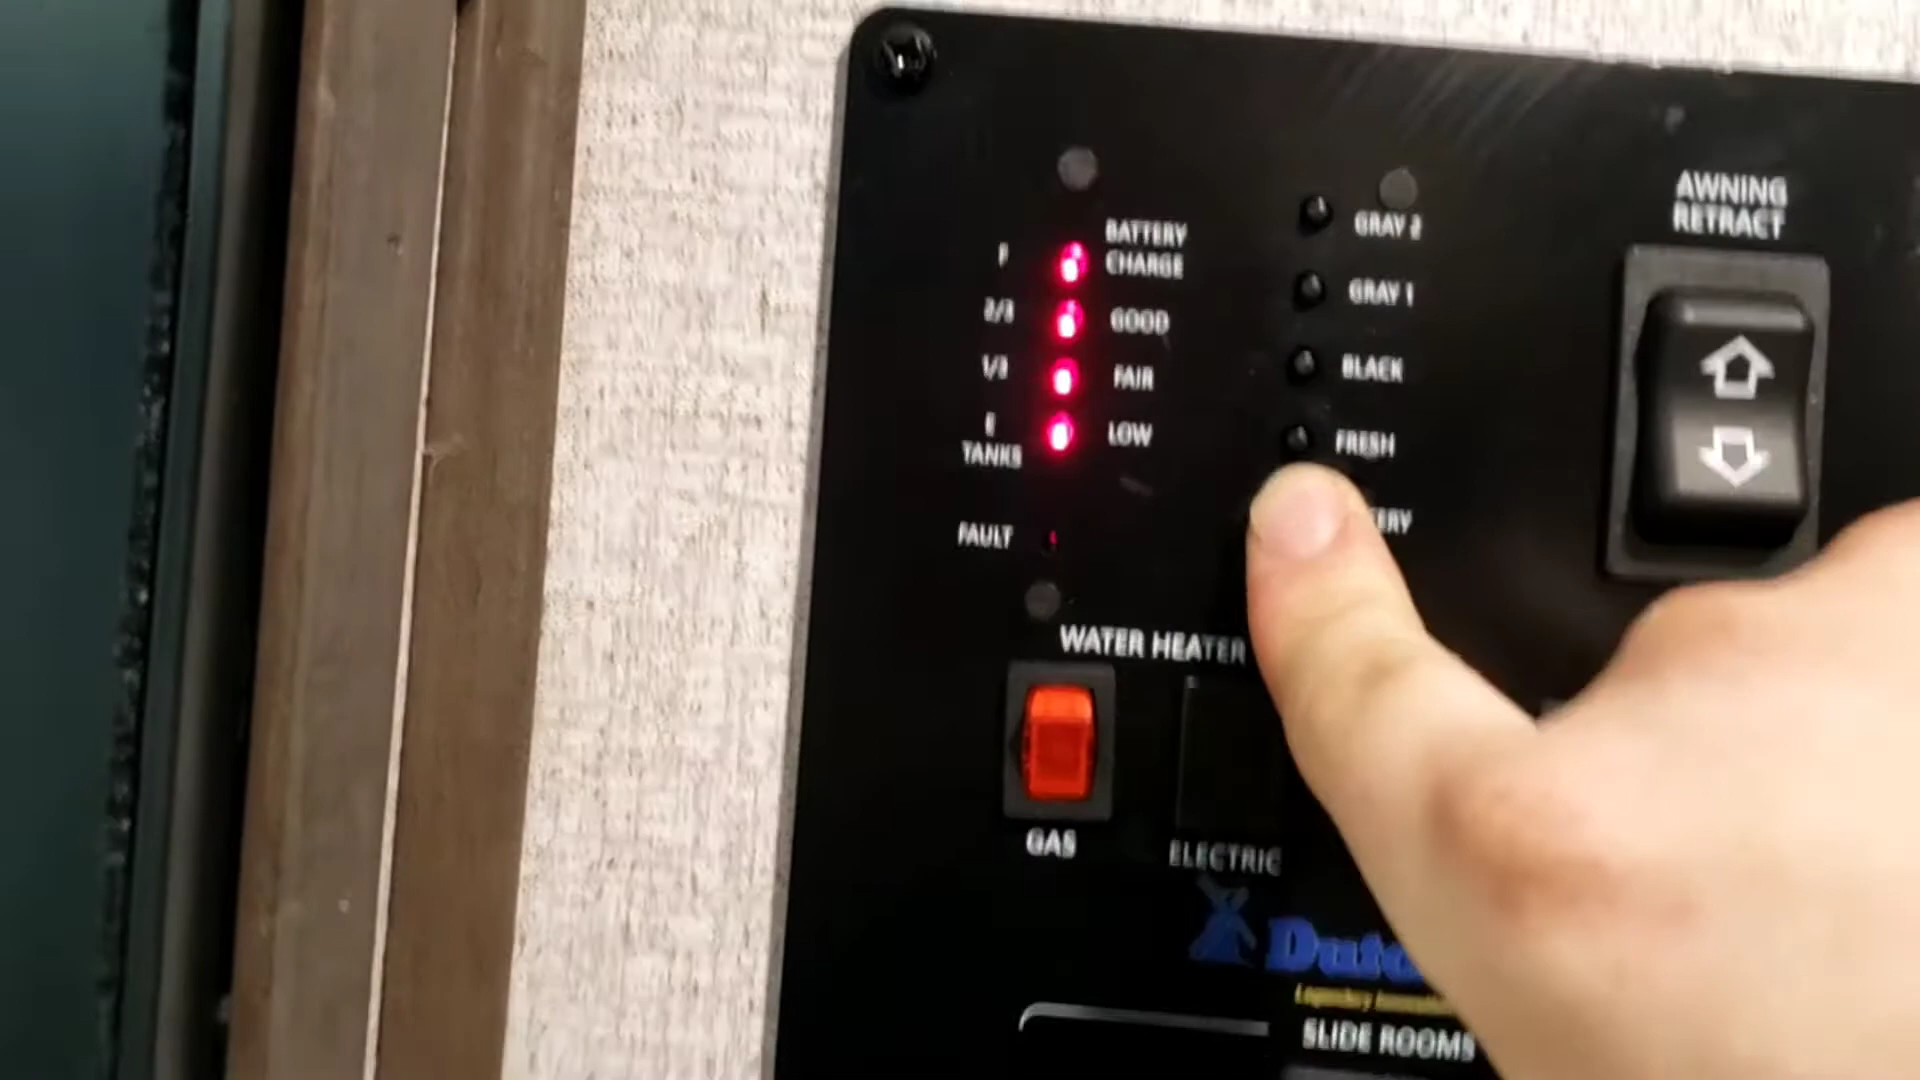 BATTERY
CHARGE
F
2/3
GOOD
1/3
FAIR
E
LOW
TANKS
FAULT
GRAY 2
GRAY 1
BLACK
FRESH
AWNING
RETRACT
WATER HEATER
GAS
ELECTRIC
SLIDE ROOMS